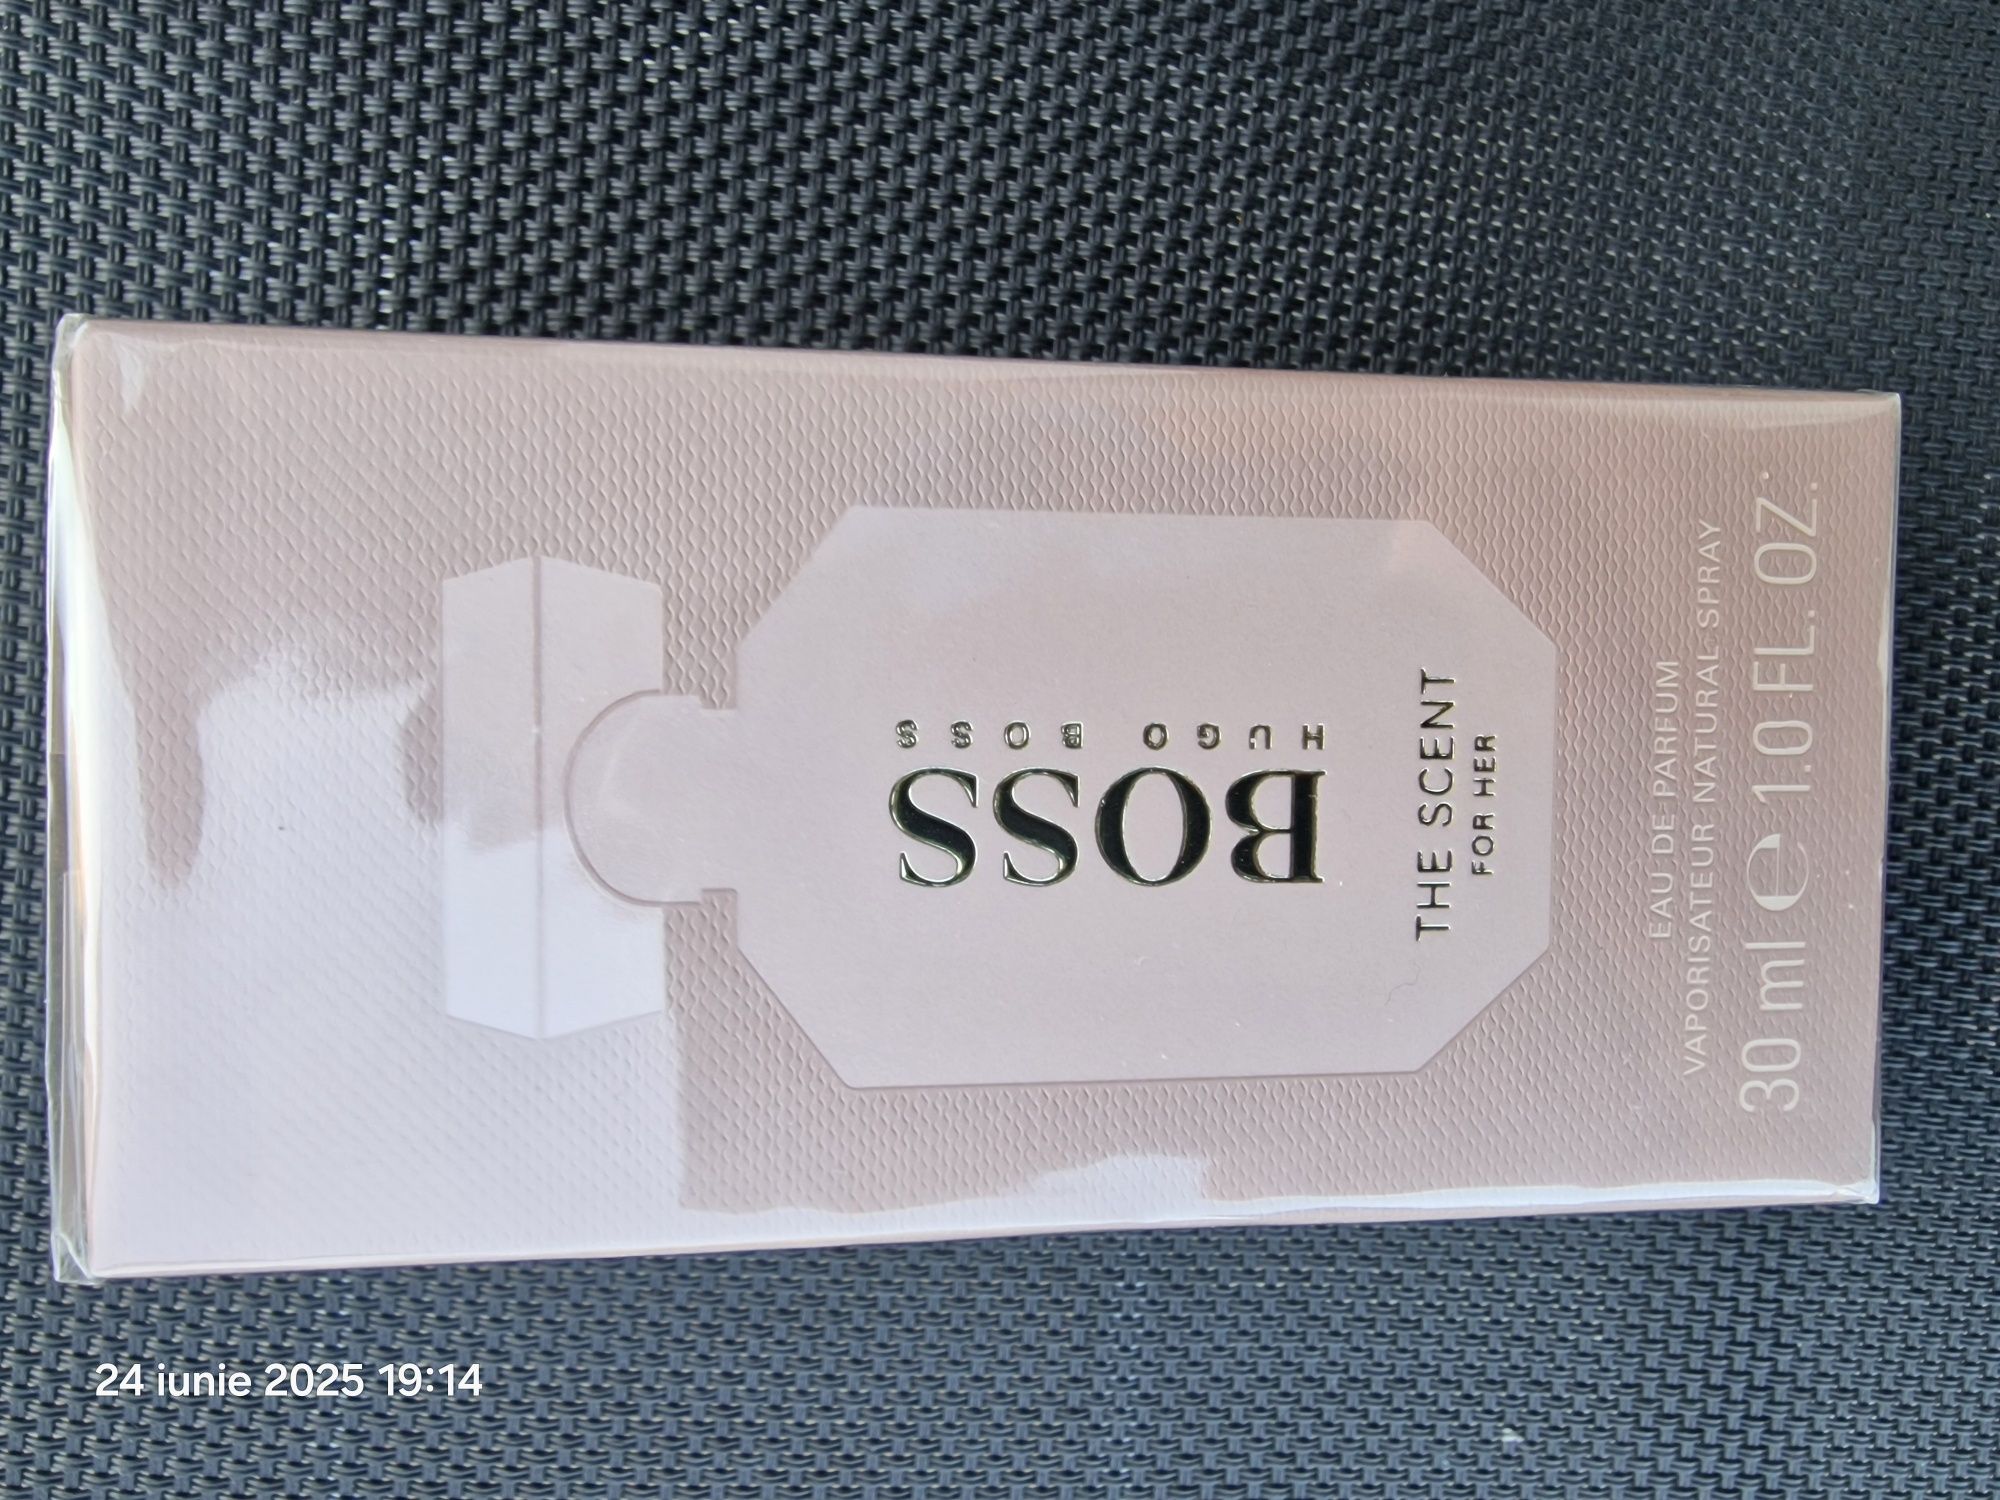 BOSS
HUGO BOSS
THE SCENT
FOR HER
EAU DE PARFUM
VAPORISATEUR NATURAL SPRAY
30 ml ℮ 1.0 FL. OZ.
24 iunie 2025 19:14